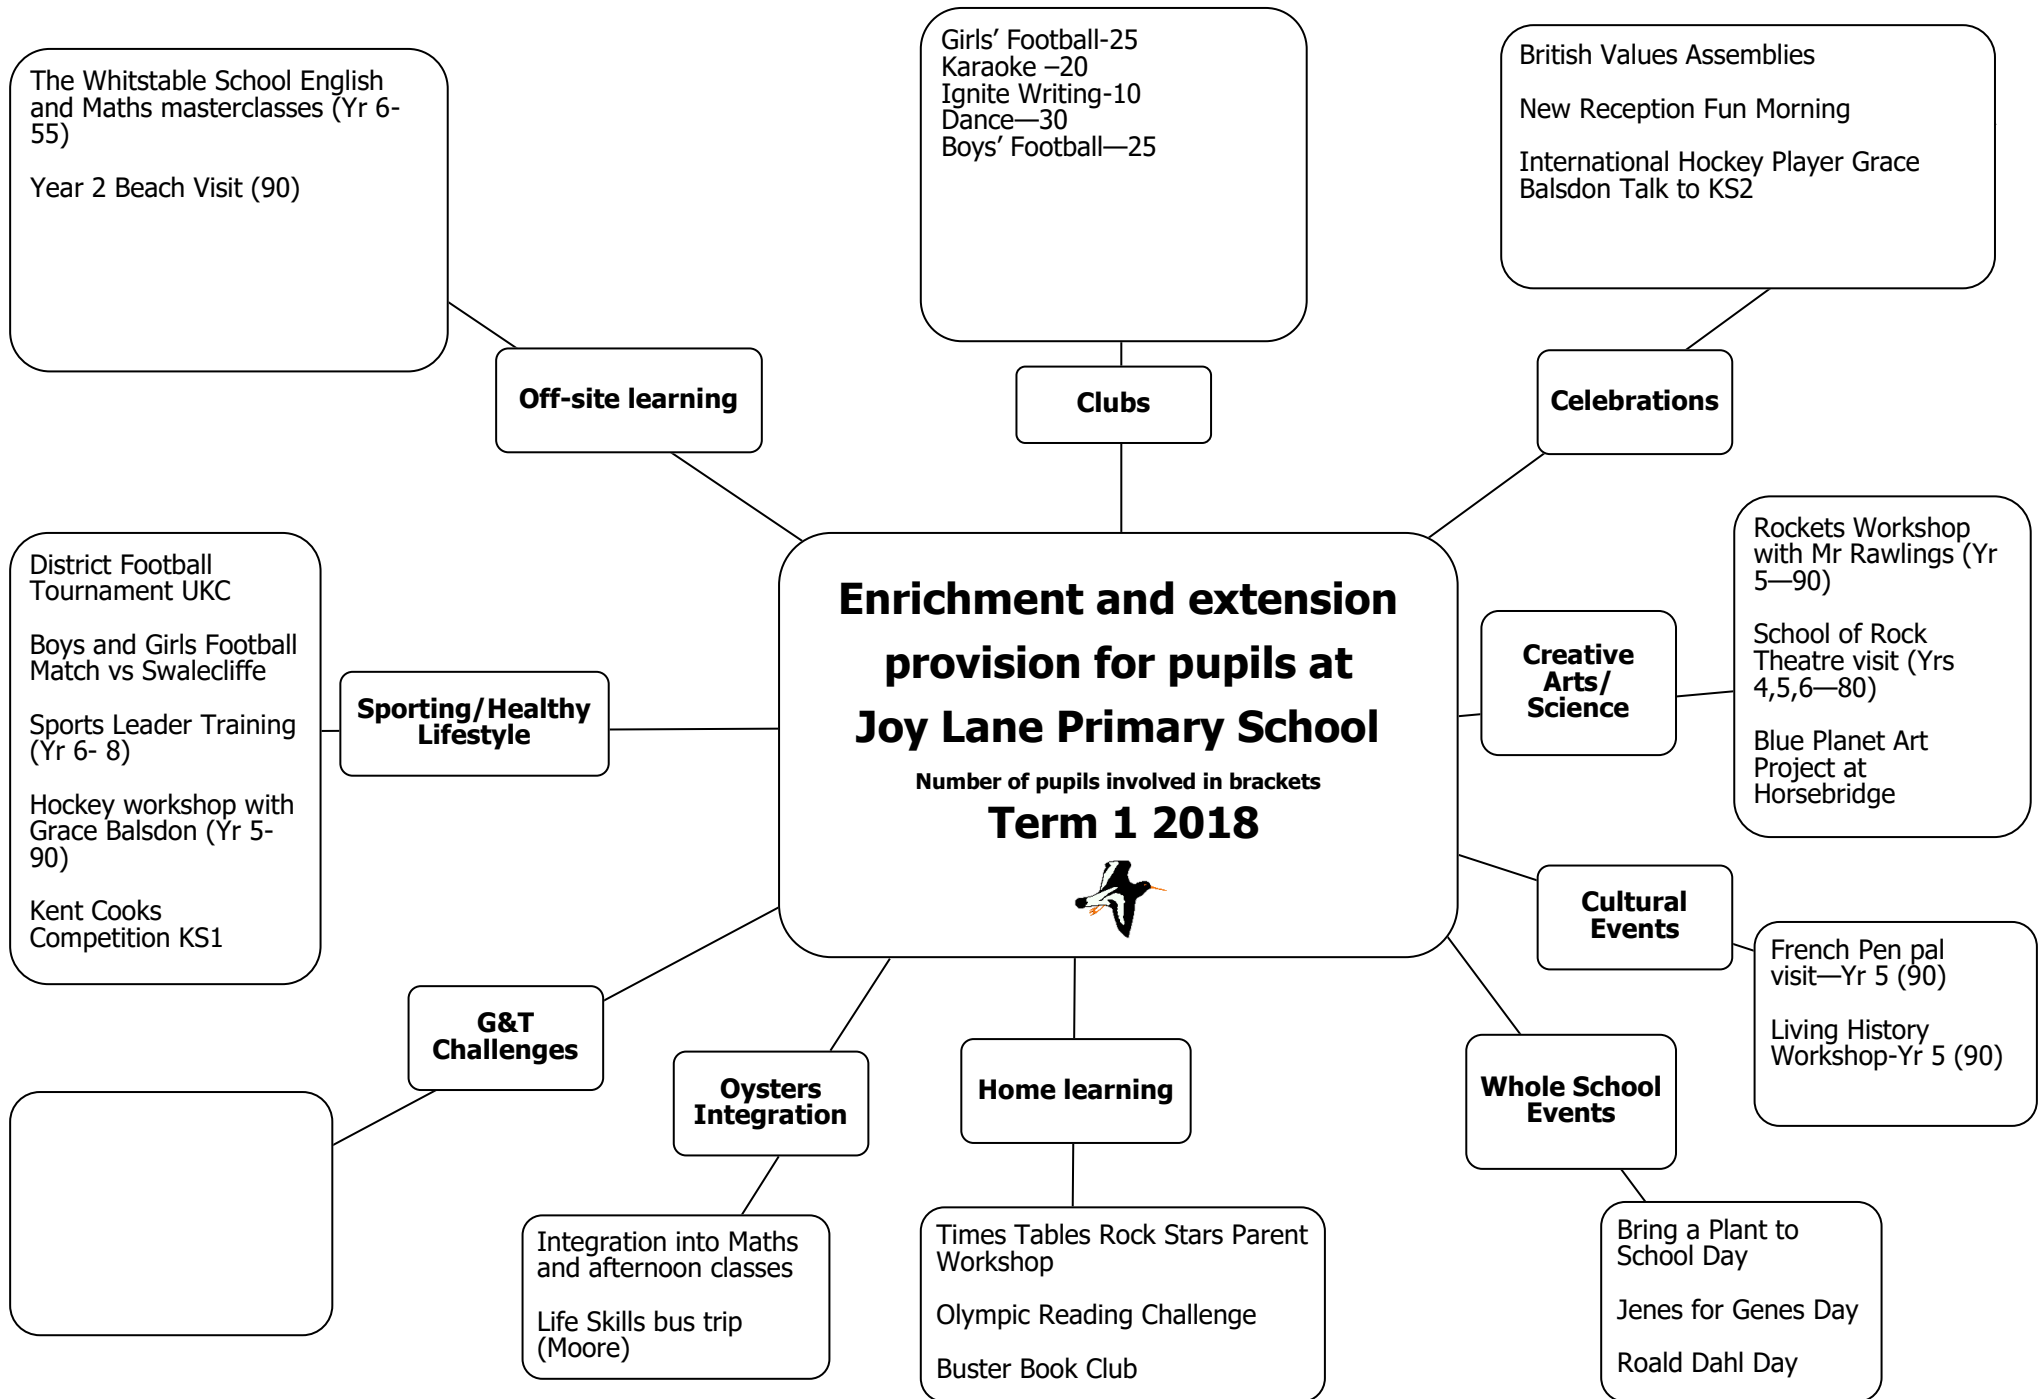 The Whitstable School English
and Maths masterclasses (Yr 6-
55)
Year 2 Beach Visit (90)
Off-site learning
Girls’ Football-25
Karaoke –20
Ignite Writing-10
Dance—30
Boys’ Football—25
Clubs
British Values Assemblies
New Reception Fun Morning
International Hockey Player Grace
Balsdon Talk to KS2
Celebrations
Enrichment and extension
provision for pupils at
Joy Lane Primary School
Number of pupils involved in brackets
Term 1 2018
District Football
Tournament UKC
Boys and Girls Football
Match vs Swalecliffe
Sports Leader Training
(Yr 6- 8)
Hockey workshop with
Grace Balsdon (Yr 5-
90)
Kent Cooks
Competition KS1
Sporting/Healthy
Lifestyle
Creative
Arts/
Science
Rockets Workshop
with Mr Rawlings (Yr
5—90)
School of Rock
Theatre visit (Yrs
4,5,6—80)
Blue Planet Art
Project at
Horsebridge
Cultural
Events
French Pen pal
visit—Yr 5 (90)
Living History
Workshop-Yr 5 (90)
G&T
Challenges
Oysters
Integration
Integration into Maths
and afternoon classes
Life Skills bus trip
(Moore)
Home learning
Times Tables Rock Stars Parent
Workshop
Olympic Reading Challenge
Buster Book Club
Whole School
Events
Bring a Plant to
School Day
Jenes for Genes Day
Roald Dahl Day